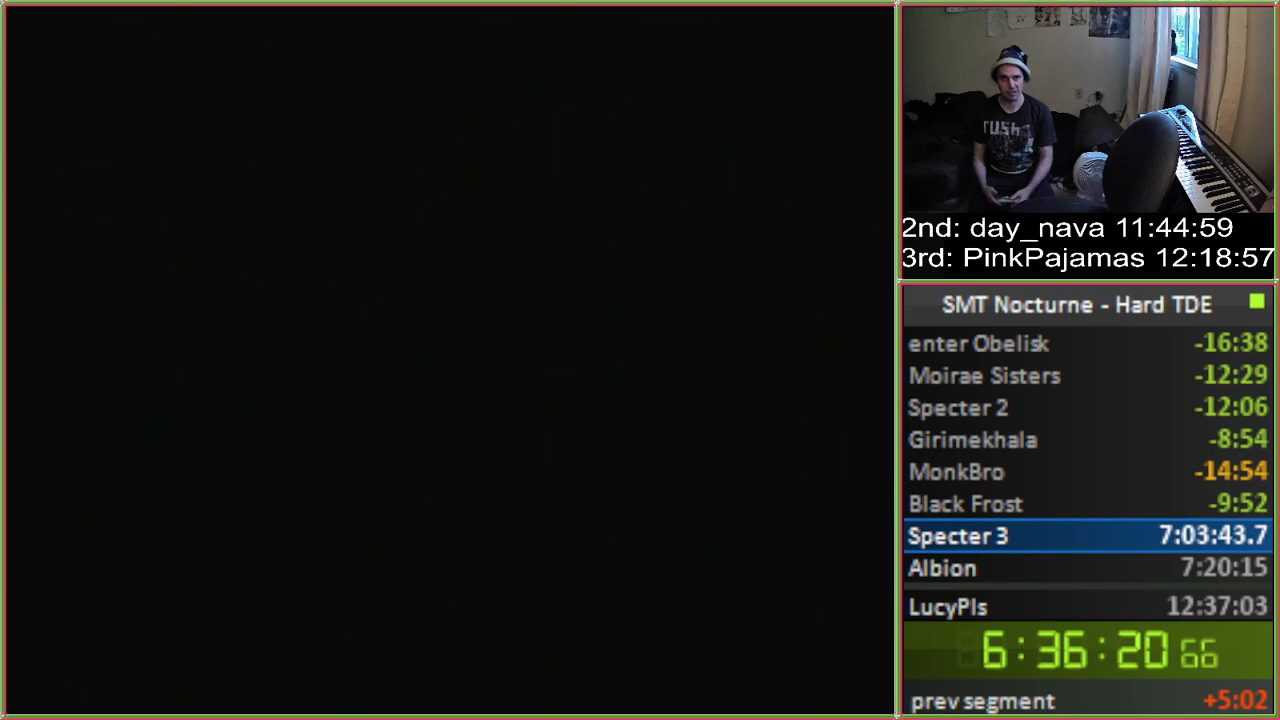 RUSH
2nd: day_nava 11:44:59
3rd: PinkPajamas 12:18:57
SMT Nocturne - Hard TDE
enter Obelisk -16:38
Moirae Sisters -12:29
Specter 2 -12:06
Girimekhala -8:54
MonkBro -14:54
Black Frost -9:52
Specter 3 7:03:43.7
Albion 7:20:15
LucyPls 12:37:03
6:36:20 66
prev segment +5:02